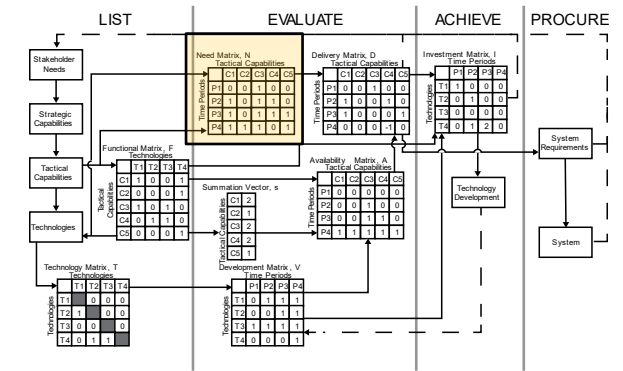 LIST
EVALUATE
ACHIEVE
PROCURE
Stakeholder
Needs
Strategic
Capabilities
Tactical
Capabilities
Technologies
Need Matrix, N
Tactical Capabilities
Time Periods
C1 C2 C3 C4 C5
P1 0 0 1 0 0
P2 1 0 1 1 0
P3 1 0 1 1 1
P4 1 1 1 1
Delivery Matrix, D
Tactical Capabilities
Time Periods
C1 C2 C3 C4 C5
P1 0 0 1 0 0
P2 1 0 1 0
P3 1 0 1 0 1
P4 0 0 0 -1 0
Investment Matrix, I
Time Periods
Technologies
P1 P2 P3 P4
T1 1 0 0 0
T2 0 1 0 0
T3 0 0 0 0
T4 0 1 2 0
Functional Matrix, F
Technologies
Tactical
Capabilities
T1 T2 T3 T4
C1 1 0 0 1
C2 0 0 0 1
C3 0 1 0 1
C4 0 1 1 0
C5 0 0 0 1
Summation Vector, s
Tactical Capabilities
C1 2
C2 1
C3 2
C4 2
C5 1
Availability Matrix, A
Tactical Capabilities
Time Periods
C1 C2 C3 C4 C5
P1 0 0 0 0 0
P2 0 0 0 1 0
P3 0 0 0 1 0
P4 1 1 1 1 1
Technology
Development
System
Requirements
System
Technology Matrix, T
Technologies
Technologies
T1 T2 T3 T4
T1 0 0 0
T2 1 0 0
T3 0 0 0
T4 0 1 1
Development Matrix, V
Time Periods
Technologies
P1 P2 P3 P4
T1 0 1 1 1
T2 0 0 1 1
T3 1 1 1 1
T4 0 0 0 1